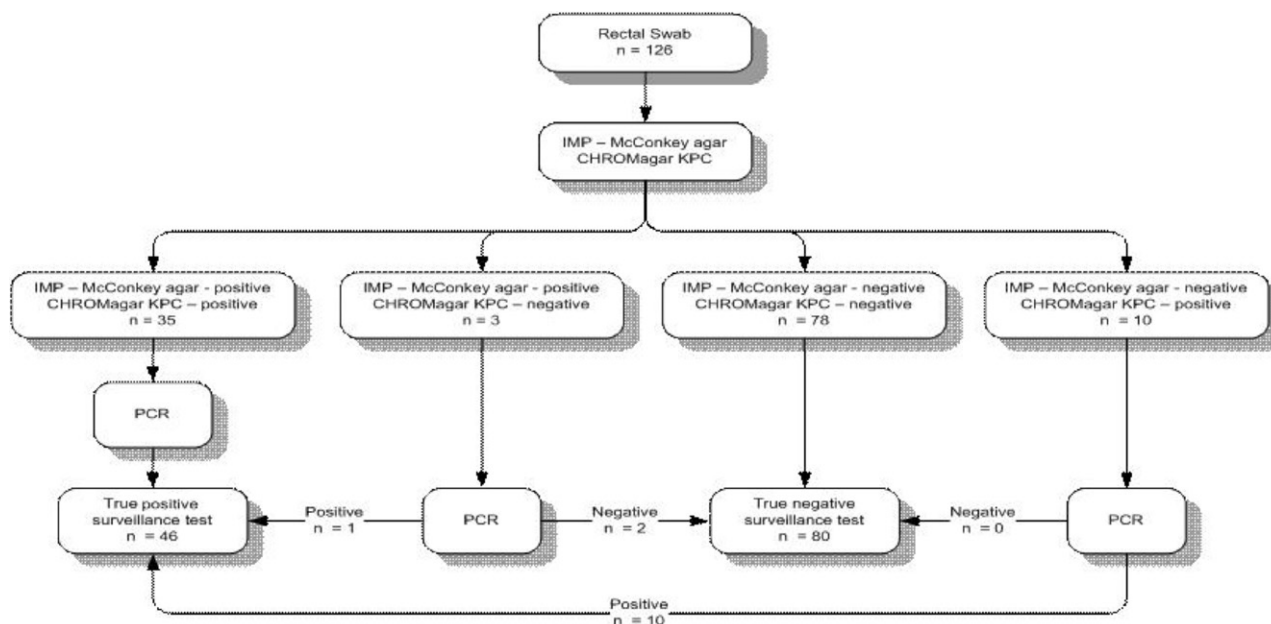 Rectal Swab
n = 126
IMP – McConkey agar
CHROMagar KPC
IMP – McConkey agar - positive
CHROMagar KPC – positive
n = 35
IMP – McConkey agar - positive
CHROMagar KPC – negative
n = 3
IMP – McConkey agar - negative
CHROMagar KPC – negative
n = 78
IMP – McConkey agar - negative
CHROMagar KPC – positive
n = 10
PCR
True positive
surveillance test
n = 46
Positive
n = 1
PCR
Negative
n = 2
True negative
surveillance test
n = 80
Negative
n = 0
PCR
Positive
n = 10